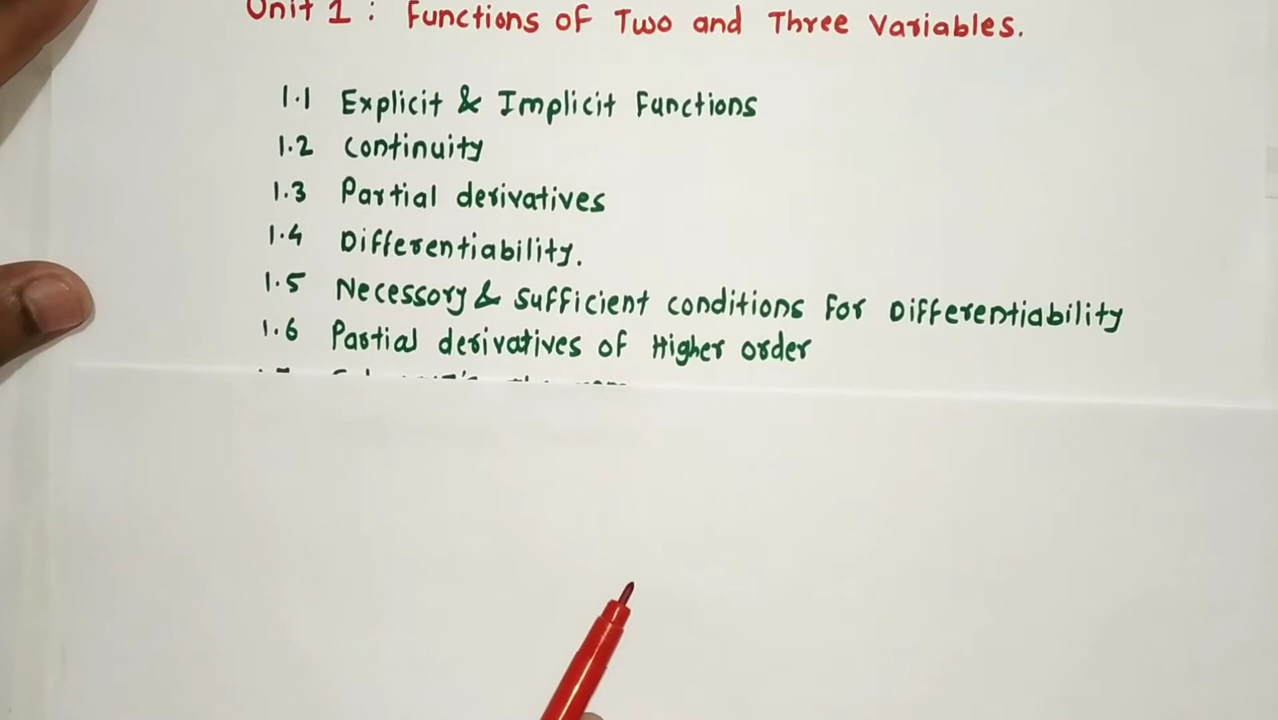 Unit 1 : Functions of Two and Three Variables.
1.1 Explicit & Implicit Functions
1.2 Continuity
1.3 Partial derivatives
1.4 Differentiability.
1.5 Necessory & Sufficient conditions for Differentiability
1.6 Partial derivatives of Higher order